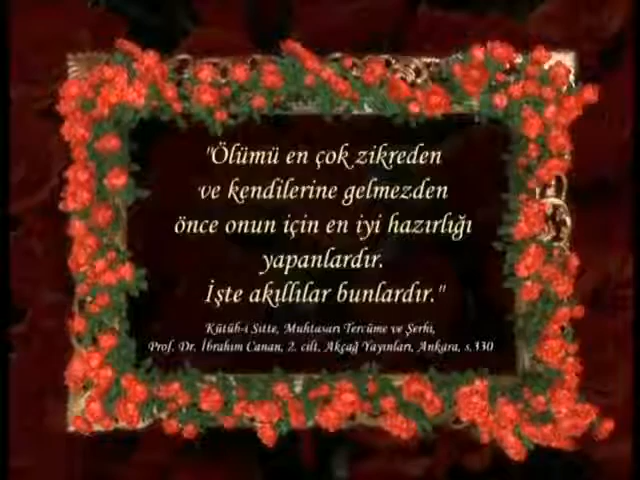 "Ölümü en çok zikreden
ve kendilerine gelmezden
önce onun için en iyi hazırlığı
yapanlardır.
İşte akıllılar bunlardır."
Kütüb-i Sitte, Muhtasarı Tercüme ve Şerhi,
Prof. Dr. İbrahim Canan, 2. cilt, Akçağ Yayınları, Ankara, s.330